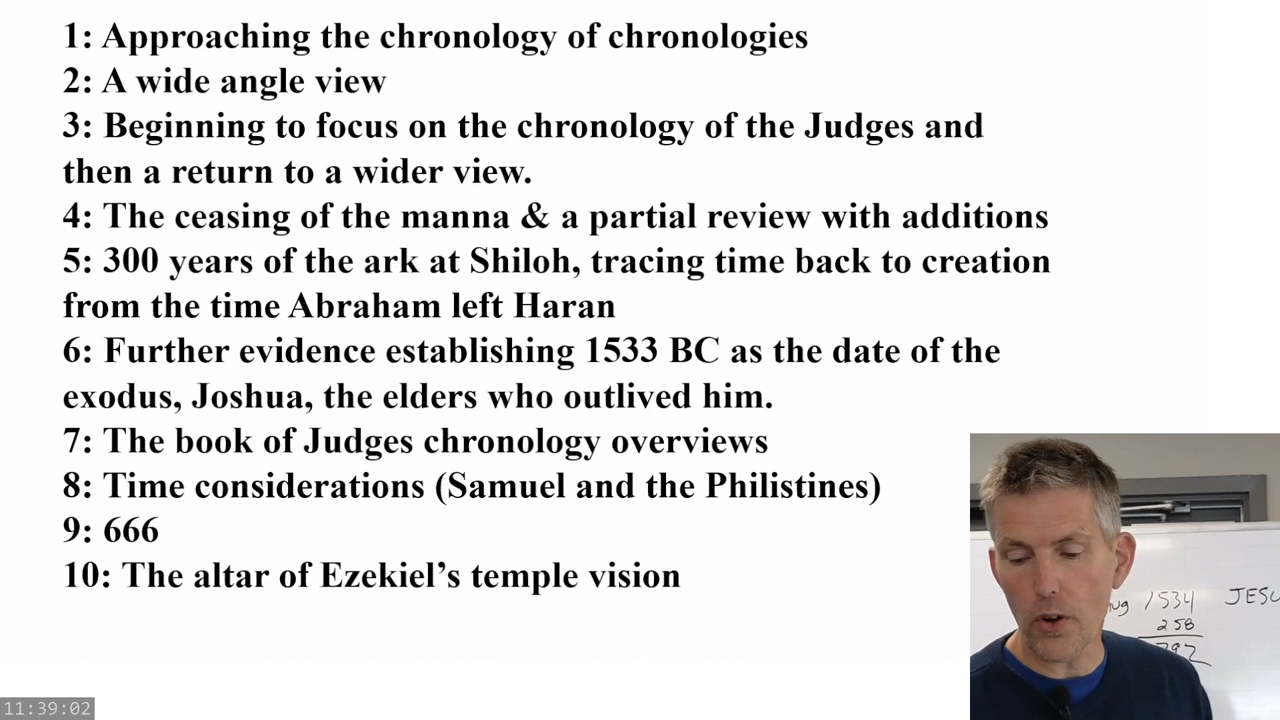 1: Approaching the chronology of chronologies
2: A wide angle view
3: Beginning to focus on the chronology of the Judges and
then a return to a wider view.
4: The ceasing of the manna & a partial review with additions
5: 300 years of the ark at Shiloh, tracing time back to creation
from the time Abraham left Haran
6: Further evidence establishing 1533 BC as the date of the
exodus, Joshua, the elders who outlived him.
7: The book of Judges chronology overviews
8: Time considerations (Samuel and the Philistines)
9: 666
10: The altar of Ezekiel’s temple vision
1534
258
11:39:02